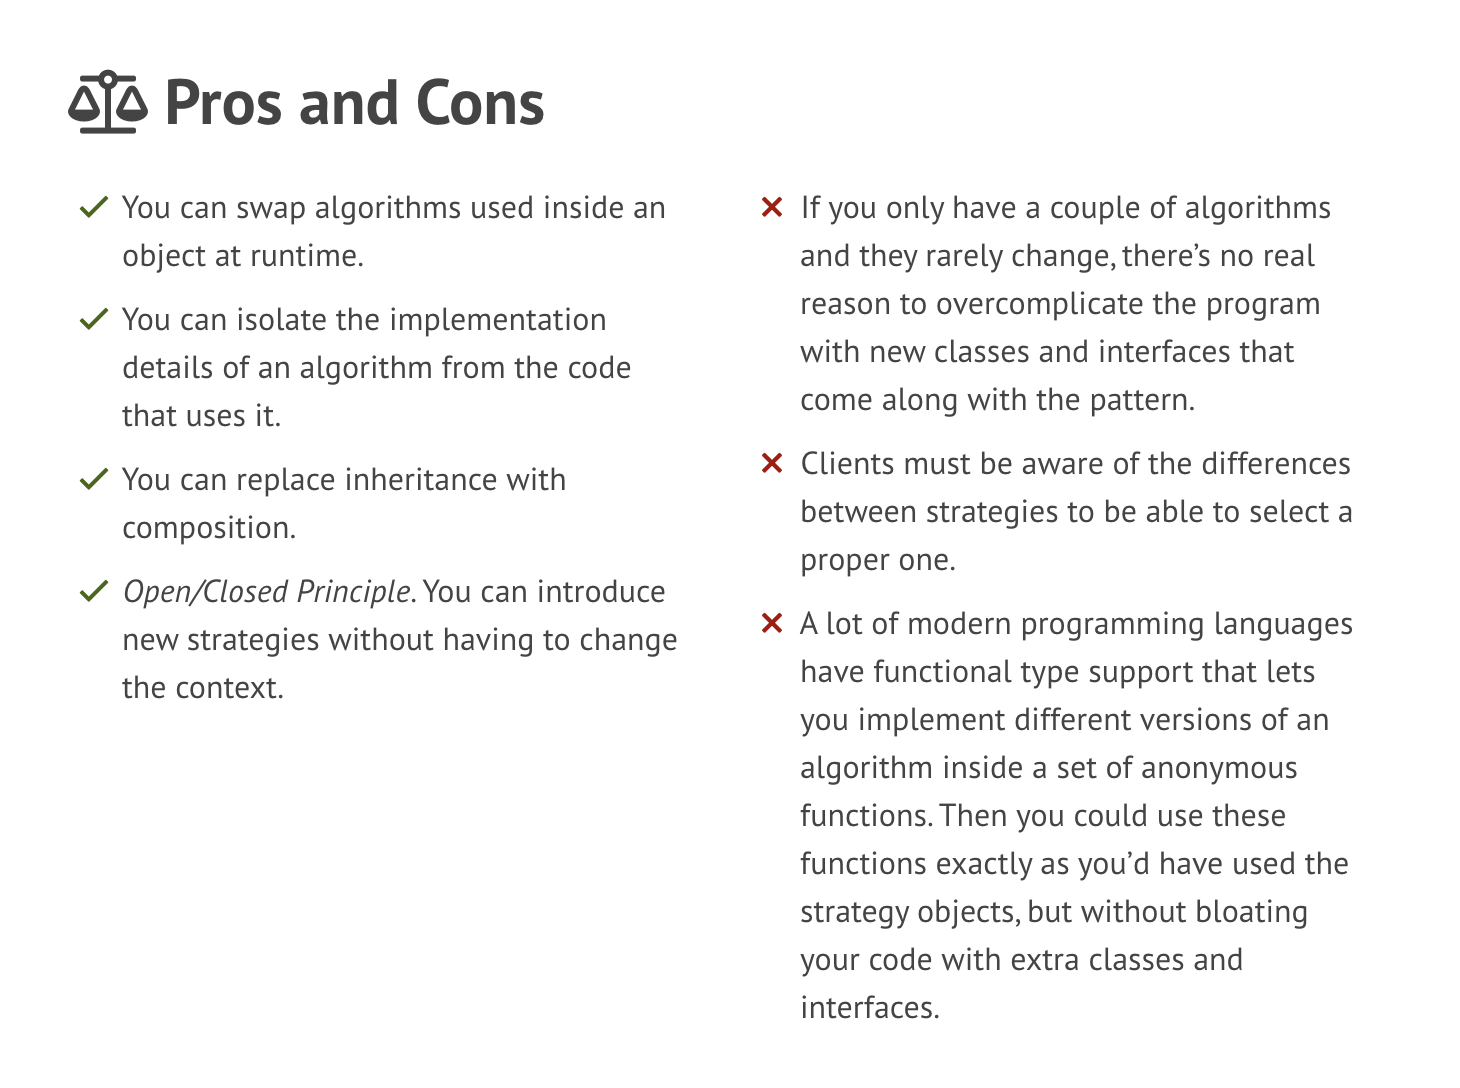 Pros and Cons
You can swap algorithms used inside an
object at runtime.
You can isolate the implementation
details of an algorithm from the code
that uses it.
You can replace inheritance with
composition.
Open/Closed Principle. You can introduce
new strategies without having to change
the context.
If you only have a couple of algorithms
and they rarely change, there’s no real
reason to overcomplicate the program
with new classes and interfaces that
come along with the pattern.
Clients must be aware of the differences
between strategies to be able to select a
proper one.
A lot of modern programming languages
have functional type support that lets
you implement different versions of an
algorithm inside a set of anonymous
functions. Then you could use these
functions exactly as you’d have used the
strategy objects, but without bloating
your code with extra classes and
interfaces.